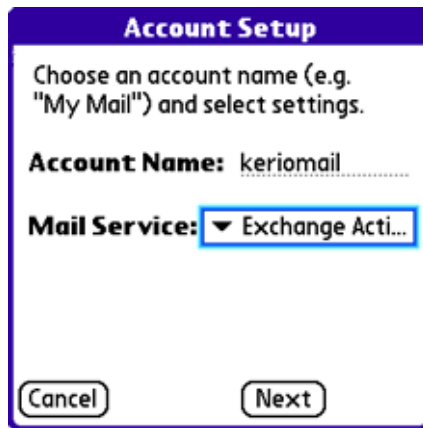 Account Setup
Choose an account name (e.g.
"My Mail") and select settings.
Account Name: keriomail
Mail Service: Exchange Acti...
Cancel Next